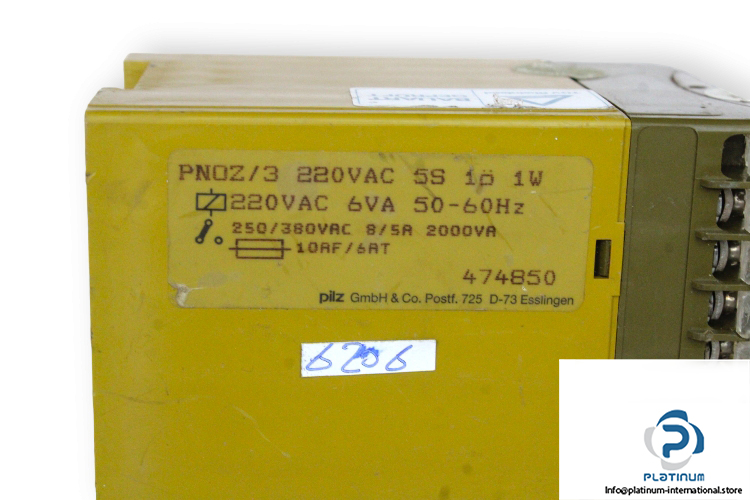 PNOZ/3 220VAC 5S 1Ö 1W
220VAC 6VA 50-60Hz
250/380VAC 8/5A 2000VA
10AF/6AT
474850
pilz GmbH & Co. Postf. 725 D-73 Esslingen
6206
PLATINUM
Info@platinum-international.store